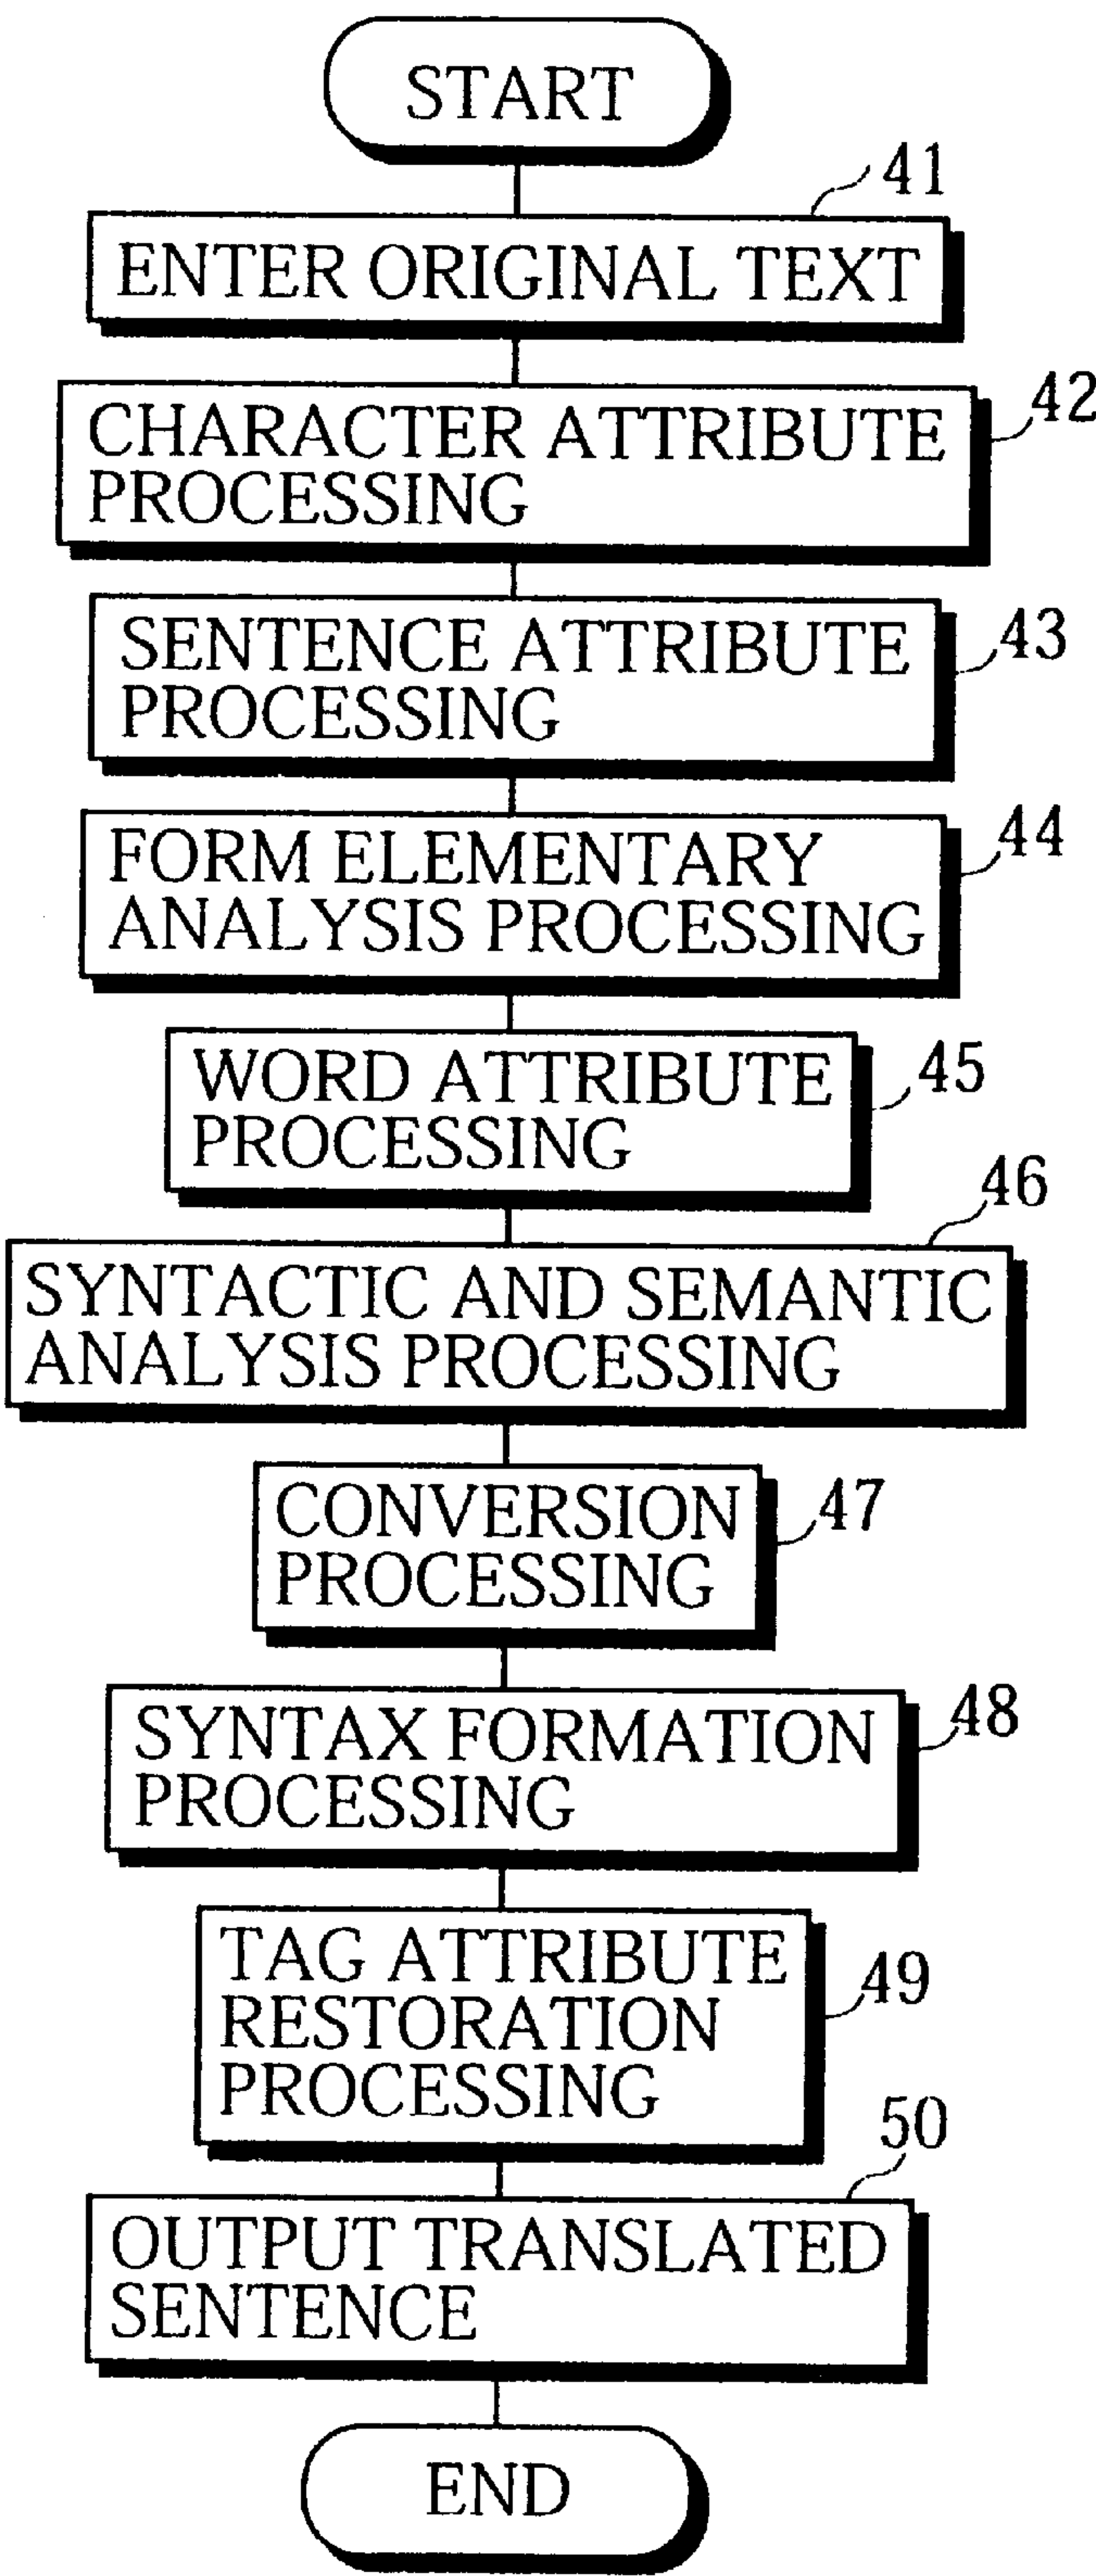 START
41
ENTER ORIGINAL TEXT
42
CHARACTER ATTRIBUTE
PROCESSING
43
SENTENCE ATTRIBUTE
PROCESSING
44
FORM ELEMENTARY
ANALYSIS PROCESSING
45
WORD ATTRIBUTE
PROCESSING
46
SYNTACTIC AND SEMANTIC
ANALYSIS PROCESSING
47
CONVERSION
PROCESSING
48
SYNTAX FORMATION
PROCESSING
49
TAG ATTRIBUTE
RESTORATION
PROCESSING
50
OUTPUT TRANSLATED
SENTENCE
END